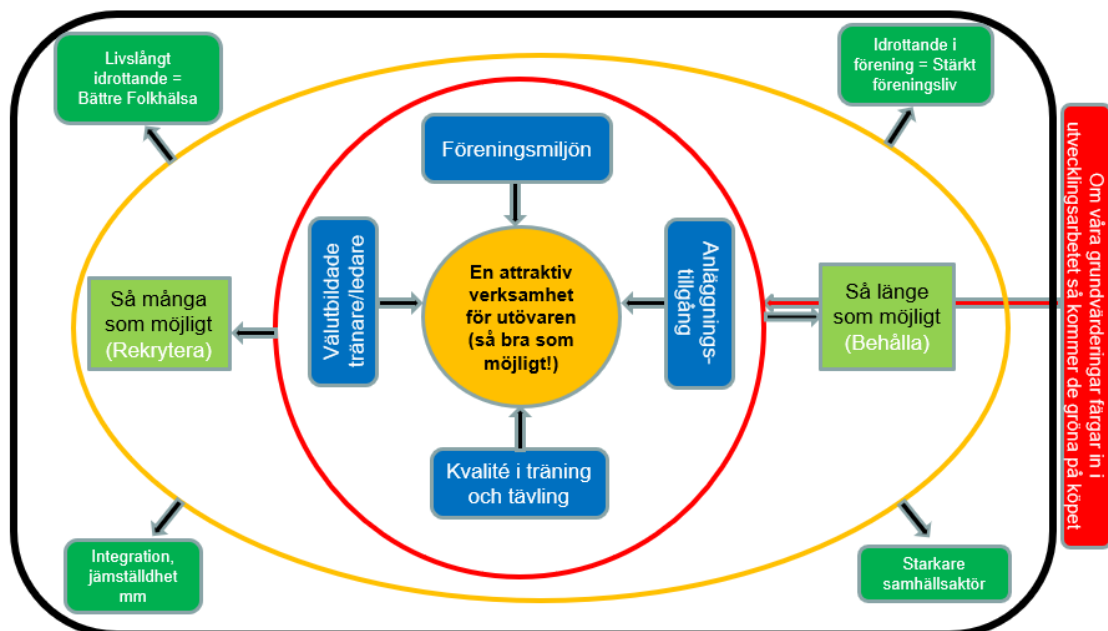 Livslångt
idrottande =
Bättre Folkhälsa
Idrottande i
förening = Stärkt
föreningsliv
Föreningsmiljön
Välutbildade
tränare/ledare
En attraktiv
verksamhet
för utövaren
(så bra som
möjligt!)
Anläggnings-
tillgång
Så många
som möjligt
(Rekrytera)
Så länge
som möjligt
(Behålla)
Kvalité i träning
och tävling
Integration,
jämställdhet
mm
Starkare
samhällsaktör
Om våra grundvärderingar färgar in i
utvecklingsarbetet så kommer de gröna på köpet